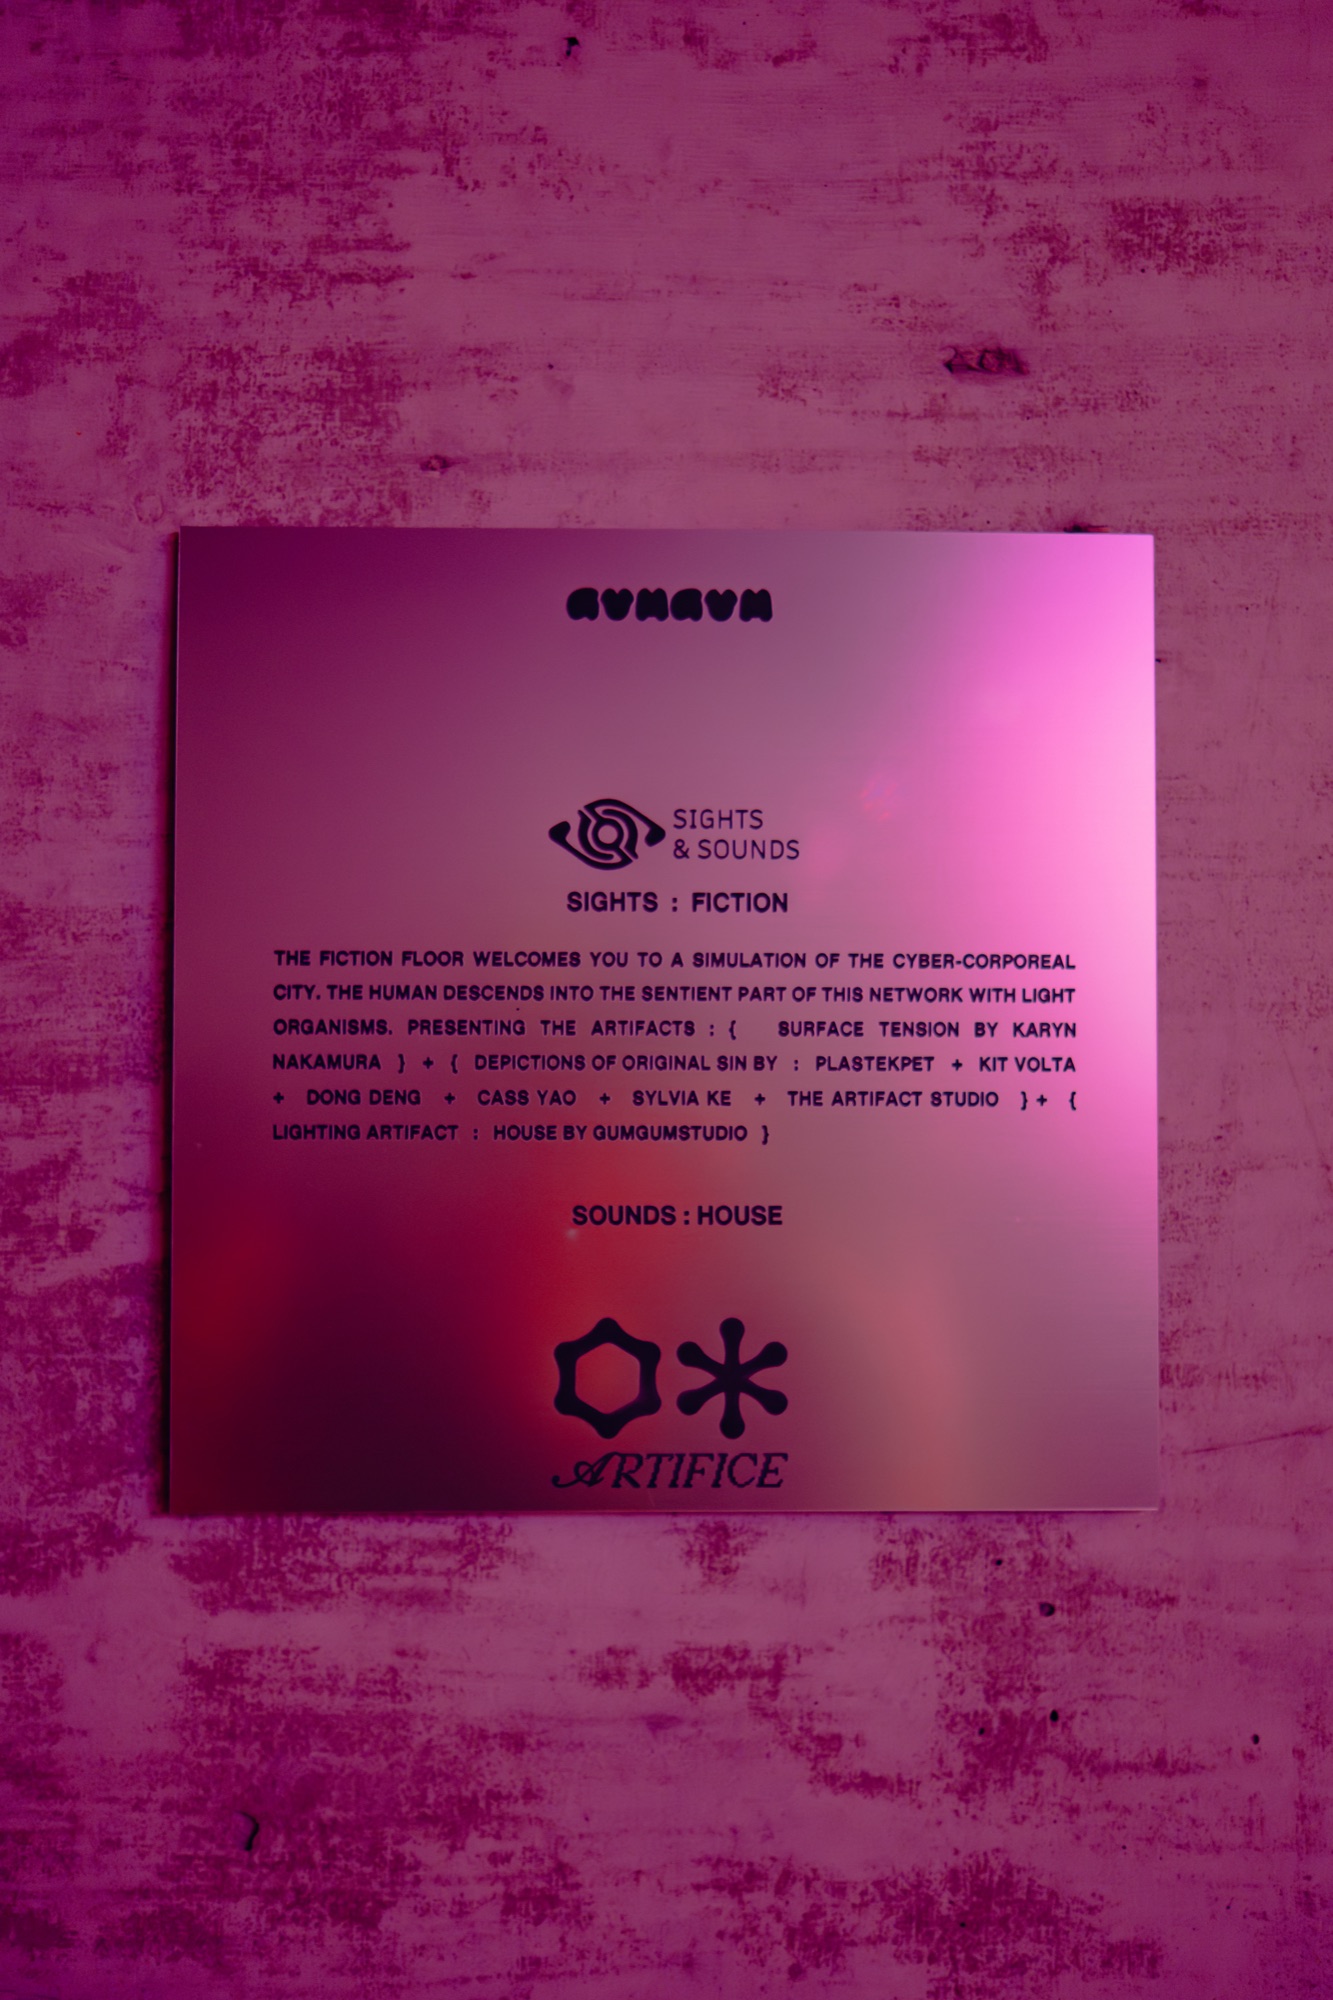 GUMGUM
SIGHTS
& SOUNDS
SIGHTS : FICTION
THE FICTION FLOOR WELCOMES YOU TO A SIMULATION OF THE CYBER-CORPOREAL
CITY. THE HUMAN DESCENDS INTO THE SENTIENT PART OF THIS NETWORK WITH LIGHT
ORGANISMS. PRESENTING THE ARTIFACTS : { SURFACE TENSION BY KARYN
NAKAMURA } + { DEPICTIONS OF ORIGINAL SIN BY : PLASTEKPET + KIT VOLTA
+ DONG DENG + CASS YAO + SYLVIA KE + THE ARTIFACT STUDIO } + {
LIGHTING ARTIFACT : HOUSE BY GUMGUMSTUDIO }
SOUNDS : HOUSE
ARTIFICE